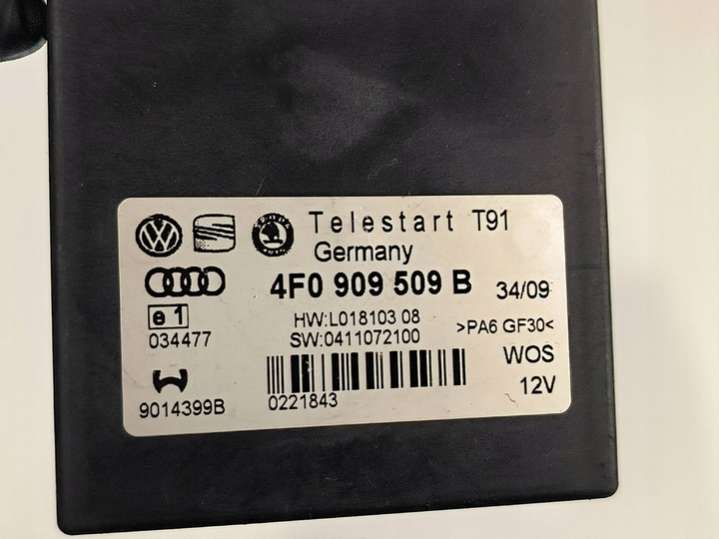 Telestart T91
Germany
4F0 909 509 B 34/09
e1
HW:L018103 08 >PA6 GF30<
034477
SW:0411072100
WOS
12V
9014399B
0221843